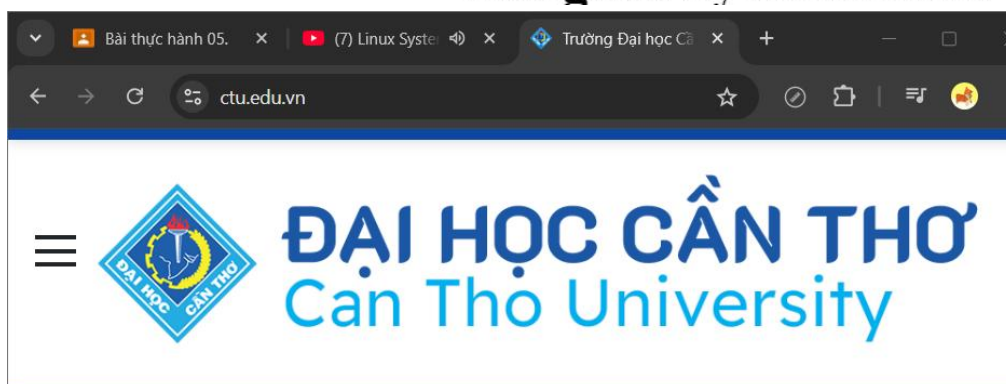 Bài thực hành 05.
(7) Linux Syste
Trường Đại học Cầ
ctu.edu.vn
ĐẠI HỌC CẦN THƠ
Can Tho University
ĐẠI HỌC CẦN THƠ